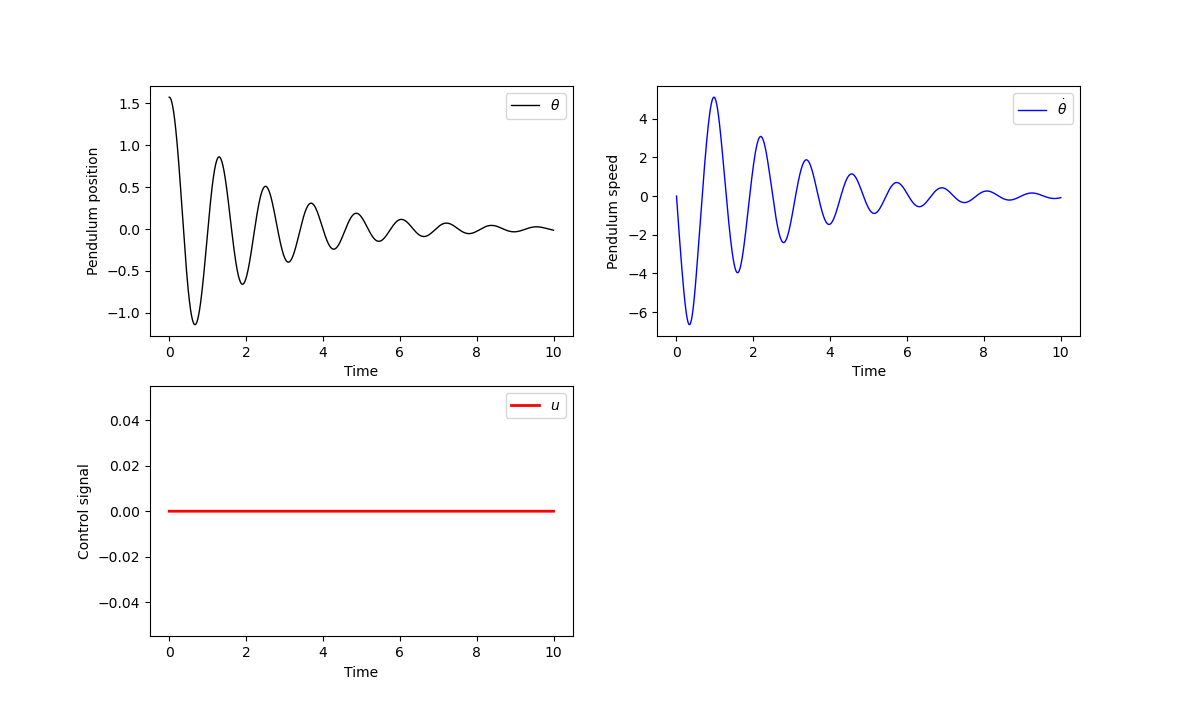 θ
1.5
1.0
0.5
0.0
−0.5
−1.0
Pendulum position
0 2 4 6 8 10
Time
θ̇
4
2
0
−2
−4
−6
Pendulum speed
0 2 4 6 8 10
Time
u
0.04
0.02
0.00
−0.02
−0.04
Control signal
0 2 4 6 8 10
Time